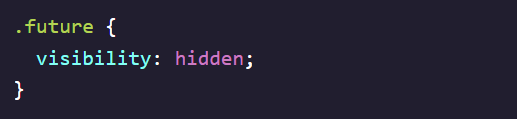 .future {
  visibility: hidden;
}